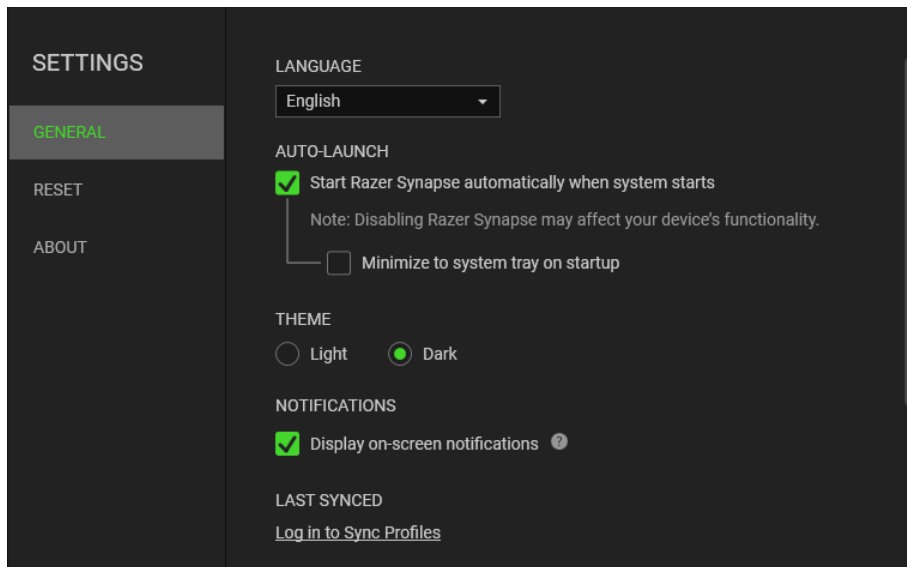 SETTINGS
GENERAL
RESET
ABOUT
LANGUAGE
English
AUTO-LAUNCH
Start Razer Synapse automatically when system starts
Note: Disabling Razer Synapse may affect your device’s functionality.
Minimize to system tray on startup
THEME
Light Dark
NOTIFICATIONS
Display on-screen notifications ?
LAST SYNCED
Log in to Sync Profiles